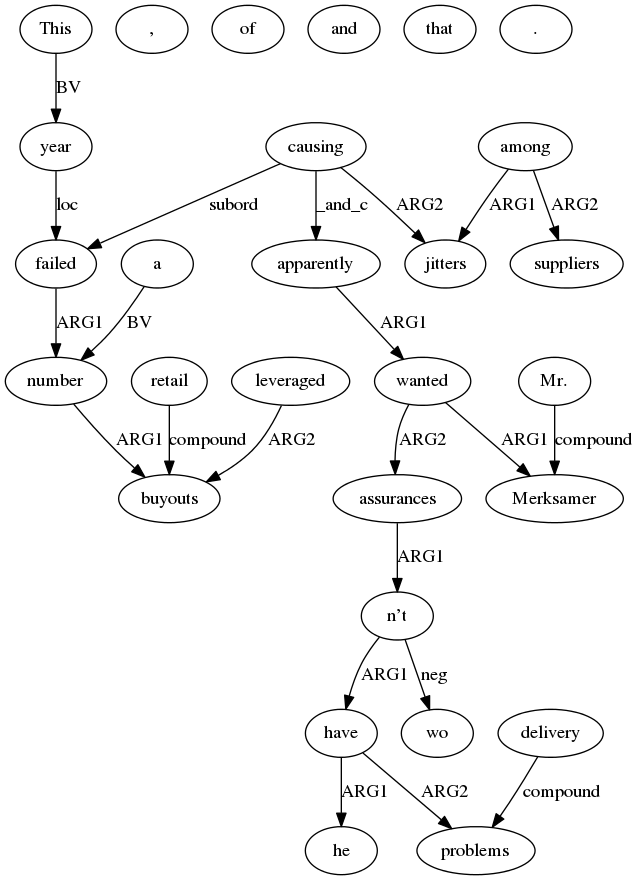 This , of and that .
BV
year causing among
loc subord _and_c ARG2 ARG1 ARG2
failed a apparently jitters suppliers
ARG1 BV ARG1
number retail leveraged wanted Mr.
ARG1 compound ARG2 ARG2 ARG1 compound
buyouts assurances Merksamer
ARG1
n't
ARG1 neg
have wo delivery
ARG1 ARG2 compound
he problems